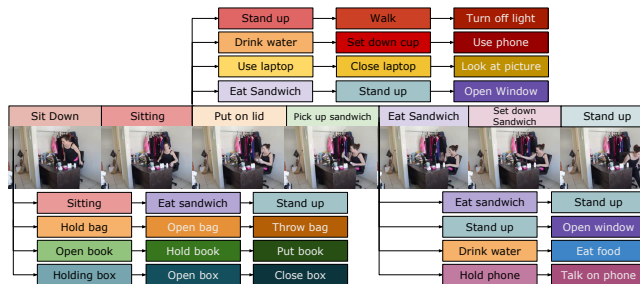 Stand up Walk Turn off light
Drink water Set down cup Use phone
Use laptop Close laptop Look at picture
Eat Sandwich Stand up Open Window
Sit Down Sitting Put on lid Pick up sandwich Eat Sandwich Set down Sandwich Stand up
Sitting Eat sandwich Stand up
Hold bag Open bag Throw bag
Open book Hold book Put book
Holding box Open box Close box
Eat sandwich Stand up
Stand up Open window
Drink water Eat food
Hold phone Talk on phone